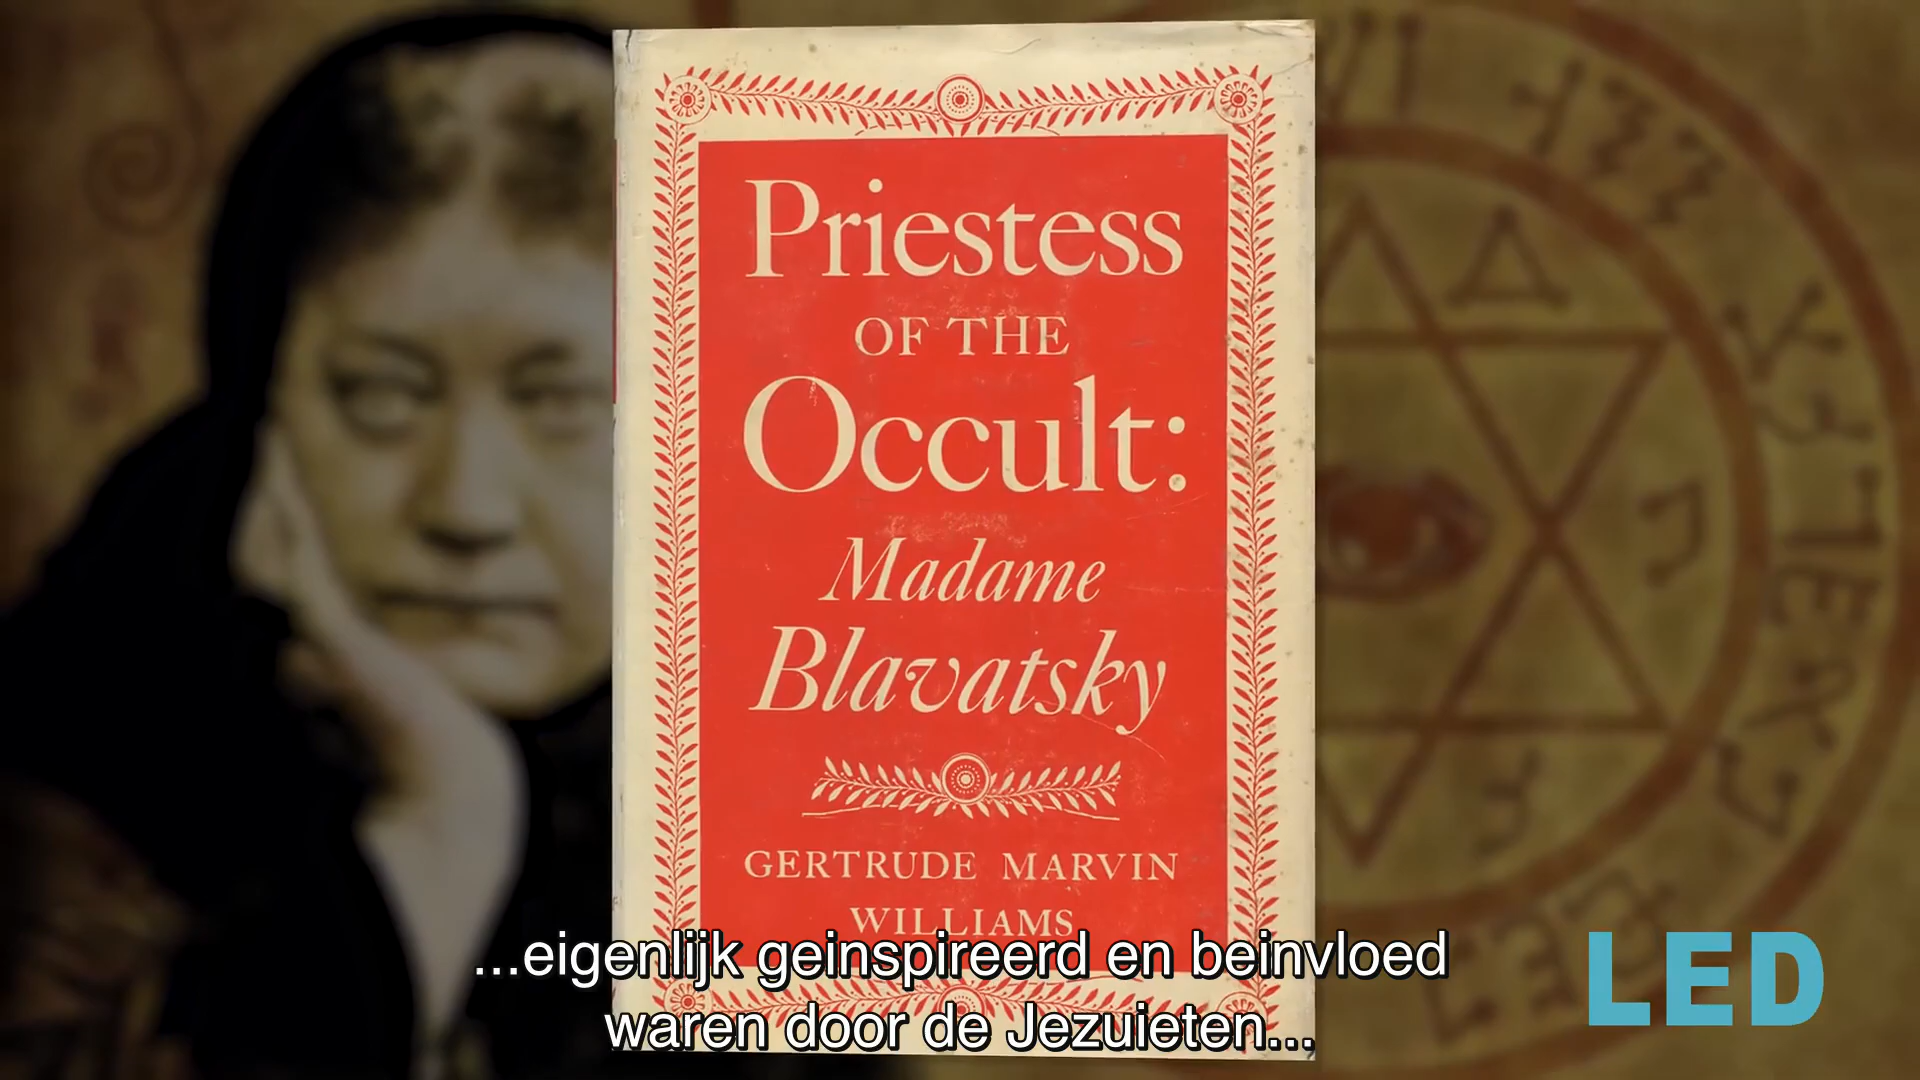 Priestess
OF THE
Occult:
Madame
Blavatsky
GERTRUDE MARVIN
WILLIAMS
...eigenlijk geinspireerd en beinvloed
waren door de Jezuieten...
LED